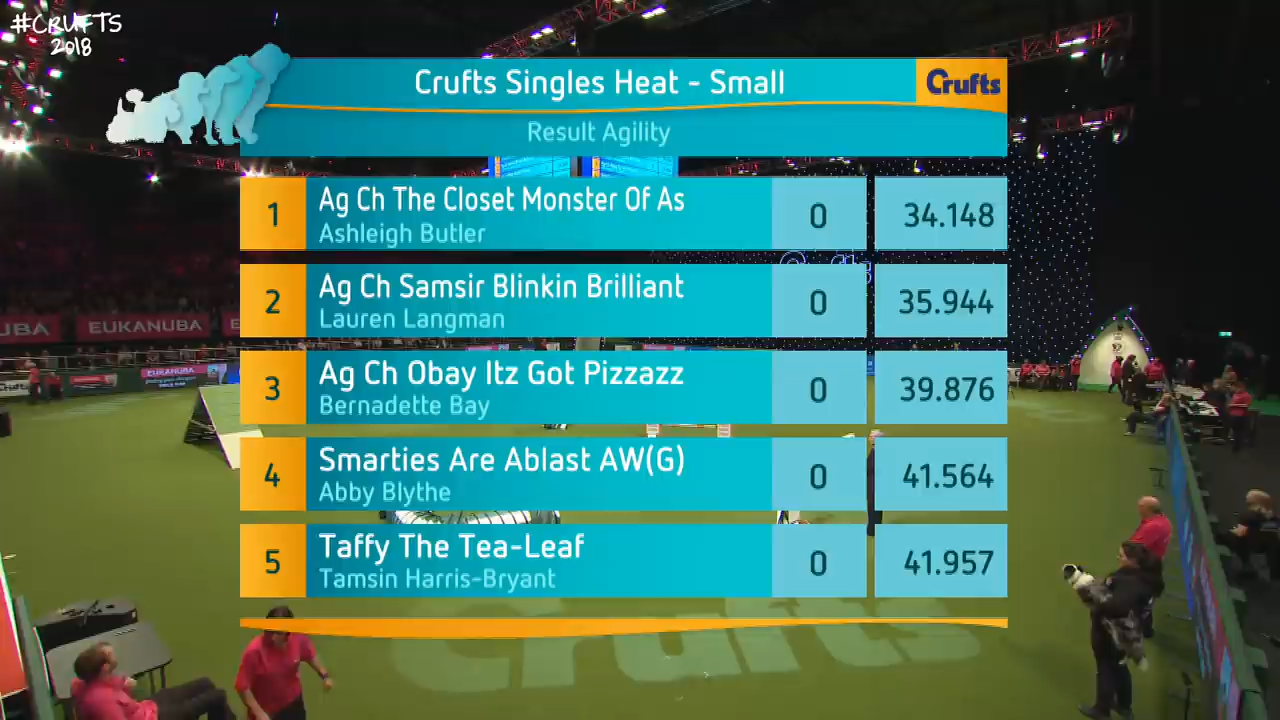 #CRUFTS
2018
Crufts Singles Heat - Small
Crufts
Result Agility
1 Ag Ch The Closet Monster Of As 0 34.148
Ashleigh Butler
2 Ag Ch Samsir Blinkin Brilliant 0 35.944
Lauren Langman
3 Ag Ch Obay Itz Got Pizzazz 0 39.876
Bernadette Bay
4 Smarties Are Ablast AW(G) 0 41.564
Abby Blythe
5 Taffy The Tea-Leaf 0 41.957
Tamsin Harris-Bryant
UBA
EUKANUBA
E
EUKANUBA
Crufts